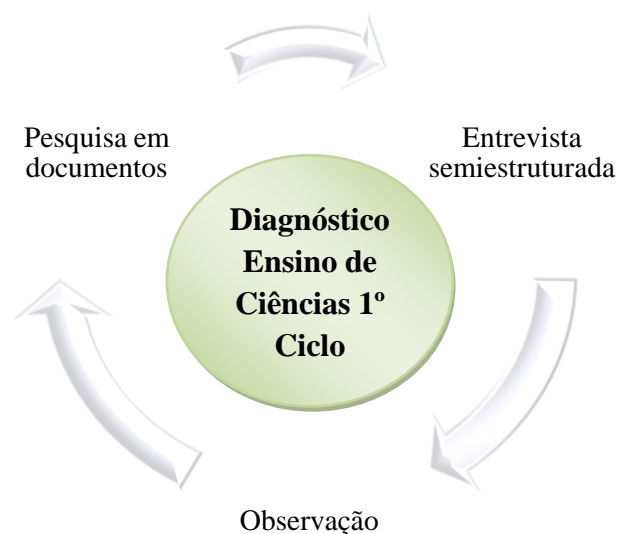 Pesquisa em
documentos
Entrevista
semiestruturada
Diagnóstico
Ensino de
Ciências 1º
Ciclo
Observação